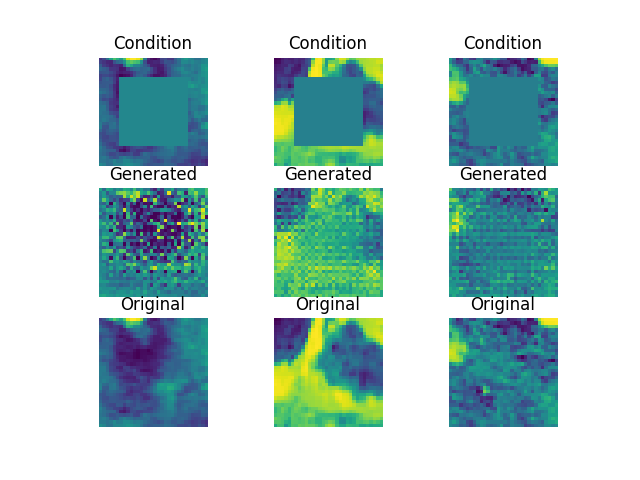 Condition Condition Condition
Generated Generated Generated
Original Original Original